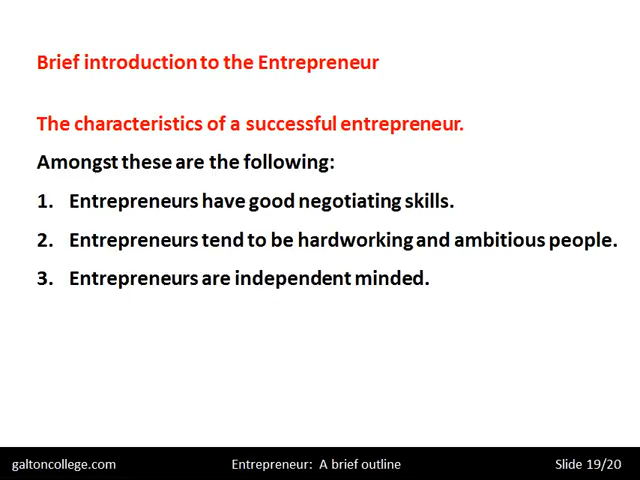 Brief introduction to the Entrepreneur
The characteristics of a successful entrepreneur.
Amongst these are the following:
1. Entrepreneurs have good negotiating skills.
2. Entrepreneurs tend to be hardworking and ambitious people.
3. Entrepreneurs are independent minded.
galtoncollege.com Entrepreneur: A brief outline Slide 19/20